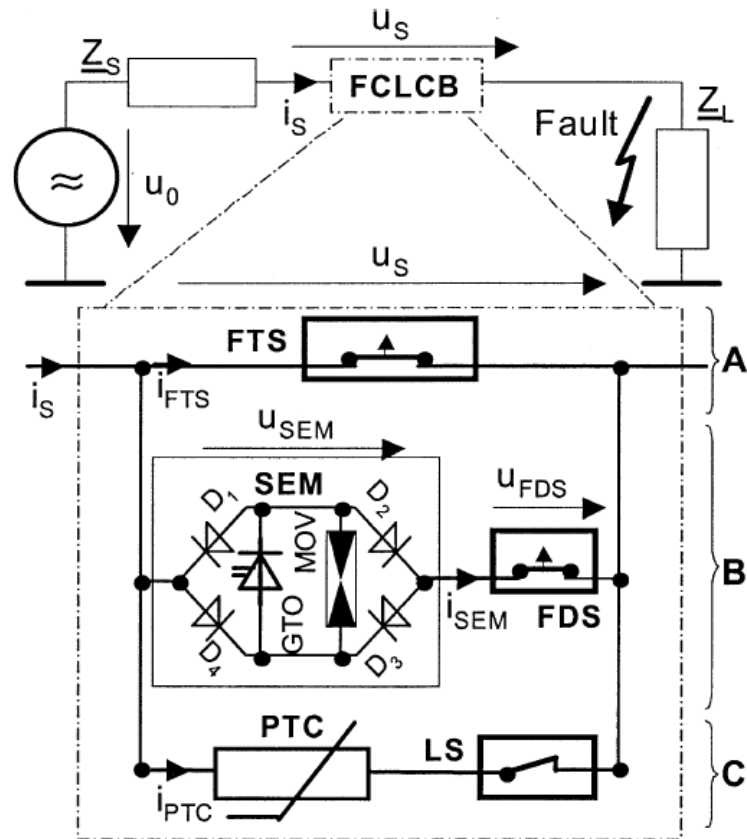 u_S
Z_S
FCLCB
i_S
Z_L
Fault
≈
u_0
u_S
FTS
A
i_S
i_FTS
u_SEM
u_FDS
SEM
D_1
D_2
MOV
GTO
B
i_SEM
FDS
D_4
D_3
PTC
LS
C
i_PTC